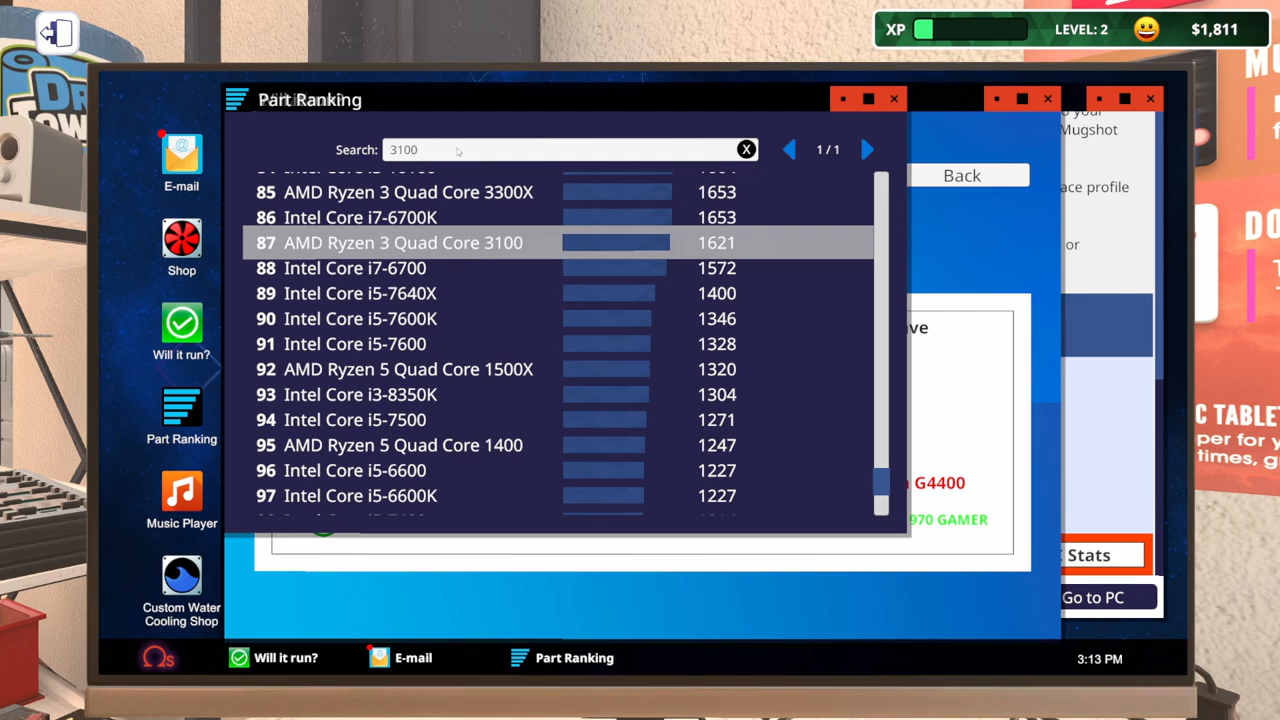 XP
LEVEL: 2
$1,811
Part Ranking
Search:
3100
X
1 / 1
85 AMD Ryzen 3 Quad Core 3300X 1653
86 Intel Core i7-6700K 1653
87 AMD Ryzen 3 Quad Core 3100 1621
88 Intel Core i7-6700 1572
89 Intel Core i5-7640X 1400
90 Intel Core i5-7600K 1346
91 Intel Core i5-7600 1328
92 AMD Ryzen 5 Quad Core 1500X 1320
93 Intel Core i3-8350K 1304
94 Intel Core i5-7500 1271
95 AMD Ryzen 5 Quad Core 1400 1247
96 Intel Core i5-6600 1227
97 Intel Core i5-6600K 1227
E-mail
Shop
Will it run?
Part Ranking
Music Player
Custom Water
Cooling Shop
Back
ve
G4400
970 GAMER
your
Mugshot
ace profile
or
Stats
Go to PC
C TABLET
per for y
times, g
Ωs
Will it run?
E-mail
Part Ranking
3:13 PM